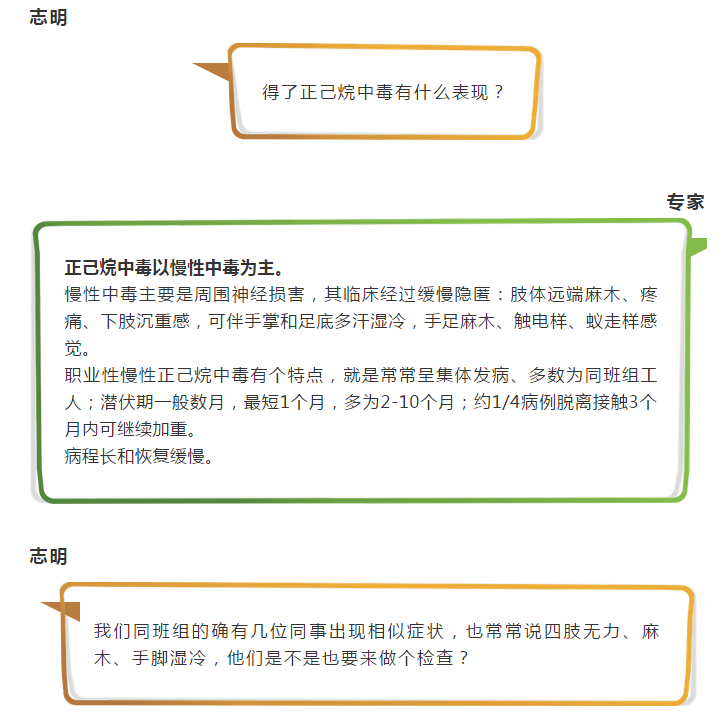 志明
得了正己烷中毒有什么表现？
专家
正己烷中毒以慢性中毒为主。
慢性中毒主要是周围神经损害，其临床经过缓慢隐匿：肢体远端麻木、疼
痛、下肢沉重感，可伴手掌和足底多汗湿冷，手足麻木、触电样、蚁走样感
觉。
职业性慢性正己烷中毒有个特点，就是常常呈集体发病、多数为同班组工
人；潜伏期一般数月，最短1个月，多为2-10个月；约1/4病例脱离接触3个
月内可继续加重。
病程长和恢复缓慢。
志明
我们同班组的确有几位同事出现相似症状，也常常说四肢无力、麻
木、手脚湿冷，他们是不是也要来做个检查？